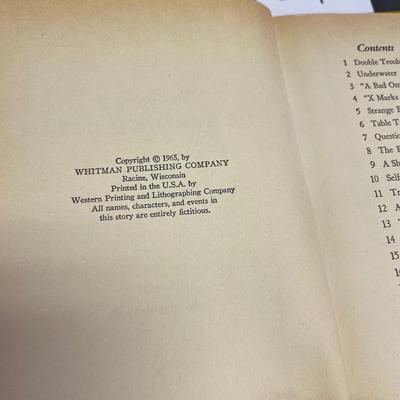 Copyright © 1965, by
WHITMAN PUBLISHING COMPANY
Racine, Wisconsin
Printed in the U.S.A. by
Western Printing and Lithographing Company
All names, characters, and events in
this story are entirely fictitious.
Contents
1 Double Troub
2 Underwater
3 "A Bad Om
4 "X Marks
5 Strange
6 Table T
7 Questio
8 The
9 A Sh
10 Self
11 Tr
12 A
13
14
15